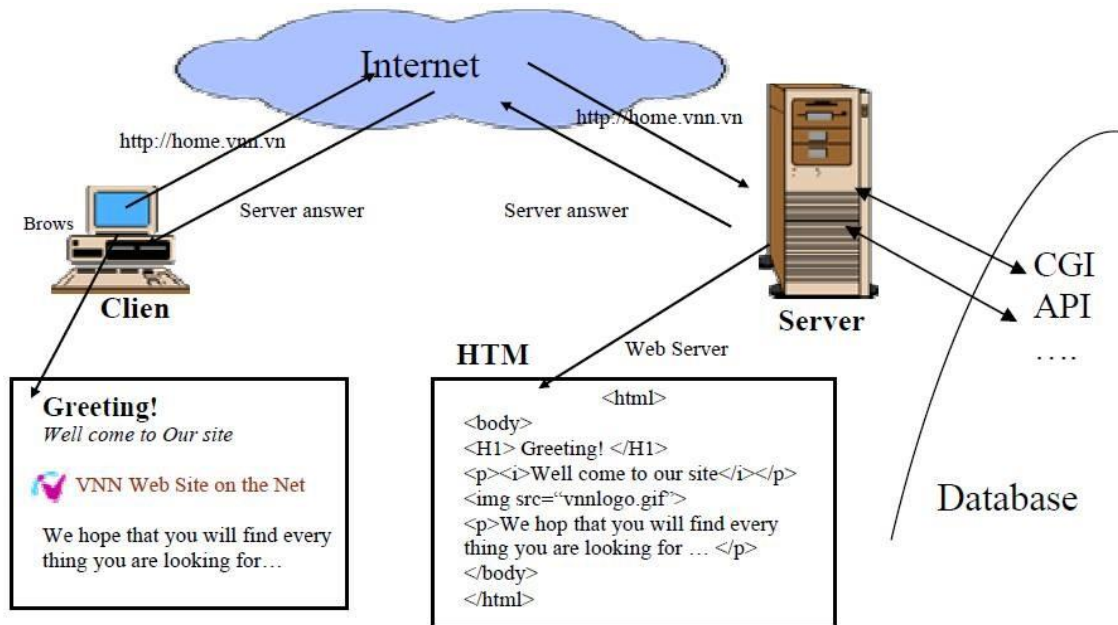 Internet
http://home.vnn.vn
http://home.vnn.vn
Brows
Server answer
Server answer
Clien
Server
CGI
API
….
HTM
Web Server
Greeting!
Well come to Our site
VNN Web Site on the Net
We hope that you will find every
thing you are looking for…
<html>
<body>
<H1> Greeting! </H1>
<p><i>Well come to our site</i></p>
<img src=“vnnlogo.gif”>
<p>We hop that you will find every
thing you are looking for … </p>
</body>
</html>
Database